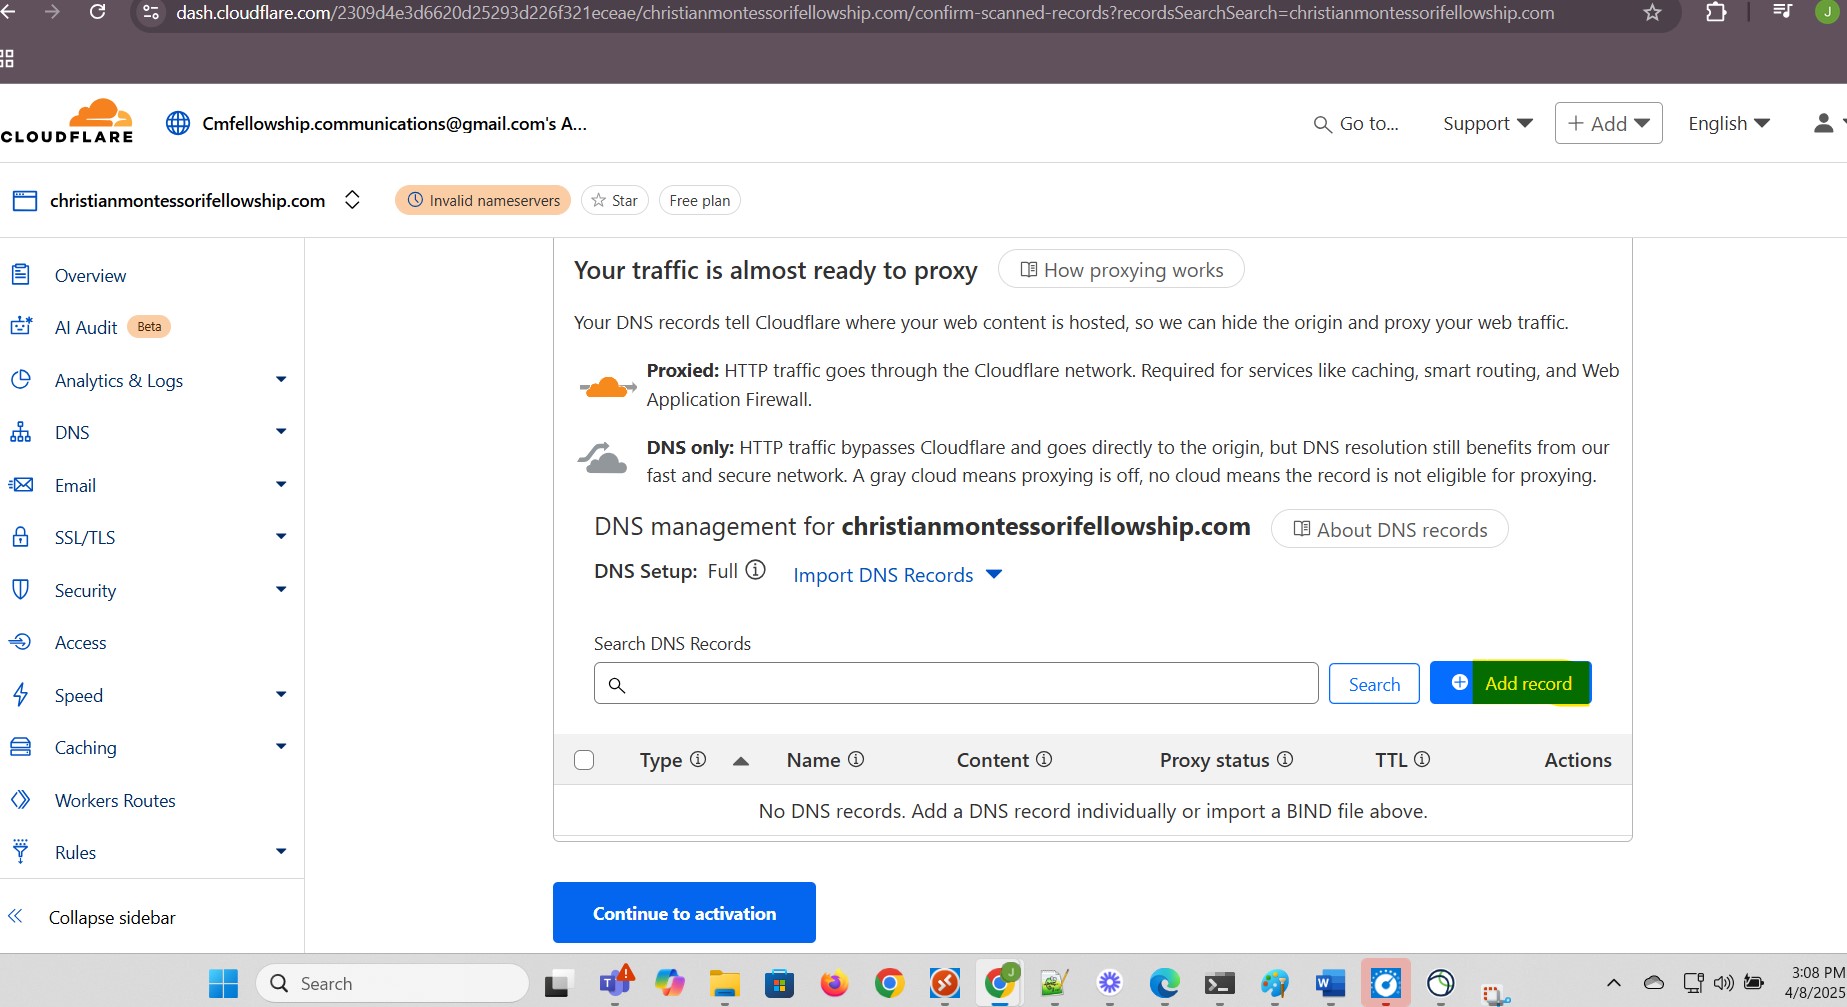 dash.cloudflare.com/2309d4e3d6620d25293d226f321eceae/christianmontessorifellowship.com/confirm-scanned-records?recordsSearchSearch=christianmontessorifellowship.com
J
CLOUDFLARE
Cmfellowship.communications@gmail.com's A...
Go to...
Support
+ Add
English
christianmontessorifellowship.com
Invalid nameservers
Star
Free plan
Overview
AI Audit Beta
Analytics & Logs
DNS
Email
SSL/TLS
Security
Access
Speed
Caching
Workers Routes
Rules
Collapse sidebar
Your traffic is almost ready to proxy
How proxying works
Your DNS records tell Cloudflare where your web content is hosted, so we can hide the origin and proxy your web traffic.
Proxied: HTTP traffic goes through the Cloudflare network. Required for services like caching, smart routing, and Web
Application Firewall.
DNS only: HTTP traffic bypasses Cloudflare and goes directly to the origin, but DNS resolution still benefits from our
fast and secure network. A gray cloud means proxying is off, no cloud means the record is not eligible for proxying.
DNS management for christianmontessorifellowship.com
About DNS records
DNS Setup: Full
Import DNS Records
Search DNS Records
Search
Add record
Type Name Content Proxy status TTL Actions
No DNS records. Add a DNS record individually or import a BIND file above.
Continue to activation
Search
3:08 PM
4/8/2025